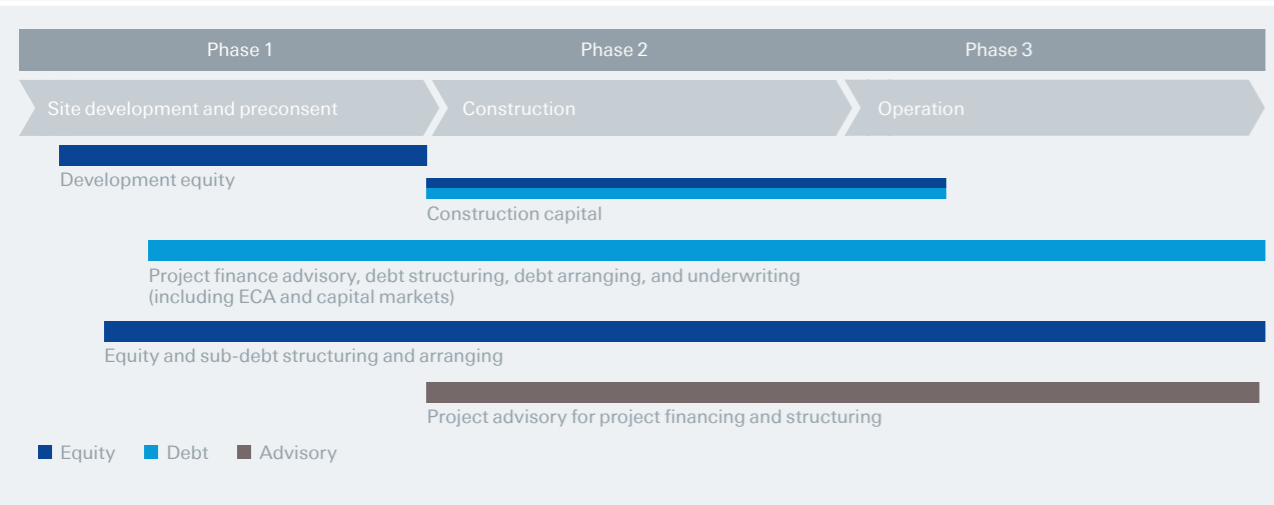 Phase 1
Phase 2
Phase 3
Site development and preconsent
Construction
Operation
Development equity
Construction capital
Project finance advisory, debt structuring, debt arranging, and underwriting
(including ECA and capital markets)
Equity and sub-debt structuring and arranging
Project advisory for project financing and structuring
Equity
Debt
Advisory